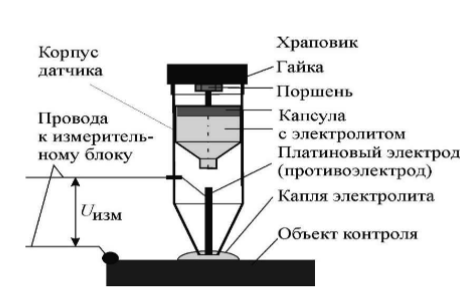 Корпус
датчика
Провода
к измеритель-
ному блоку
Uизм
Храповик
Гайка
Поршень
Капсула
с электролитом
Платиновый электрод
(противоэлектрод)
Капля электролита
Объект контроля